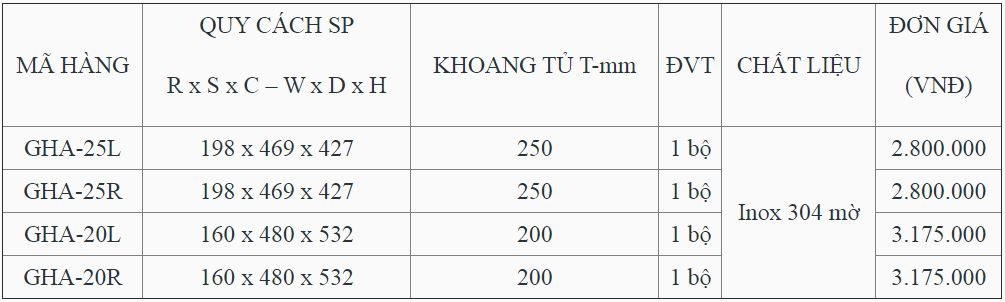 MÃ HÀNG QUY CÁCH SP R x S x C – W x D x H KHOANG TỦ T-mm ĐVT CHẤT LIỆU ĐƠN GIÁ (VNĐ)
GHA-25L 198 x 469 x 427 250 1 bộ Inox 304 mờ 2.800.000
GHA-25R 198 x 469 x 427 250 1 bộ 2.800.000
GHA-20L 160 x 480 x 532 200 1 bộ 3.175.000
GHA-20R 160 x 480 x 532 200 1 bộ 3.175.000